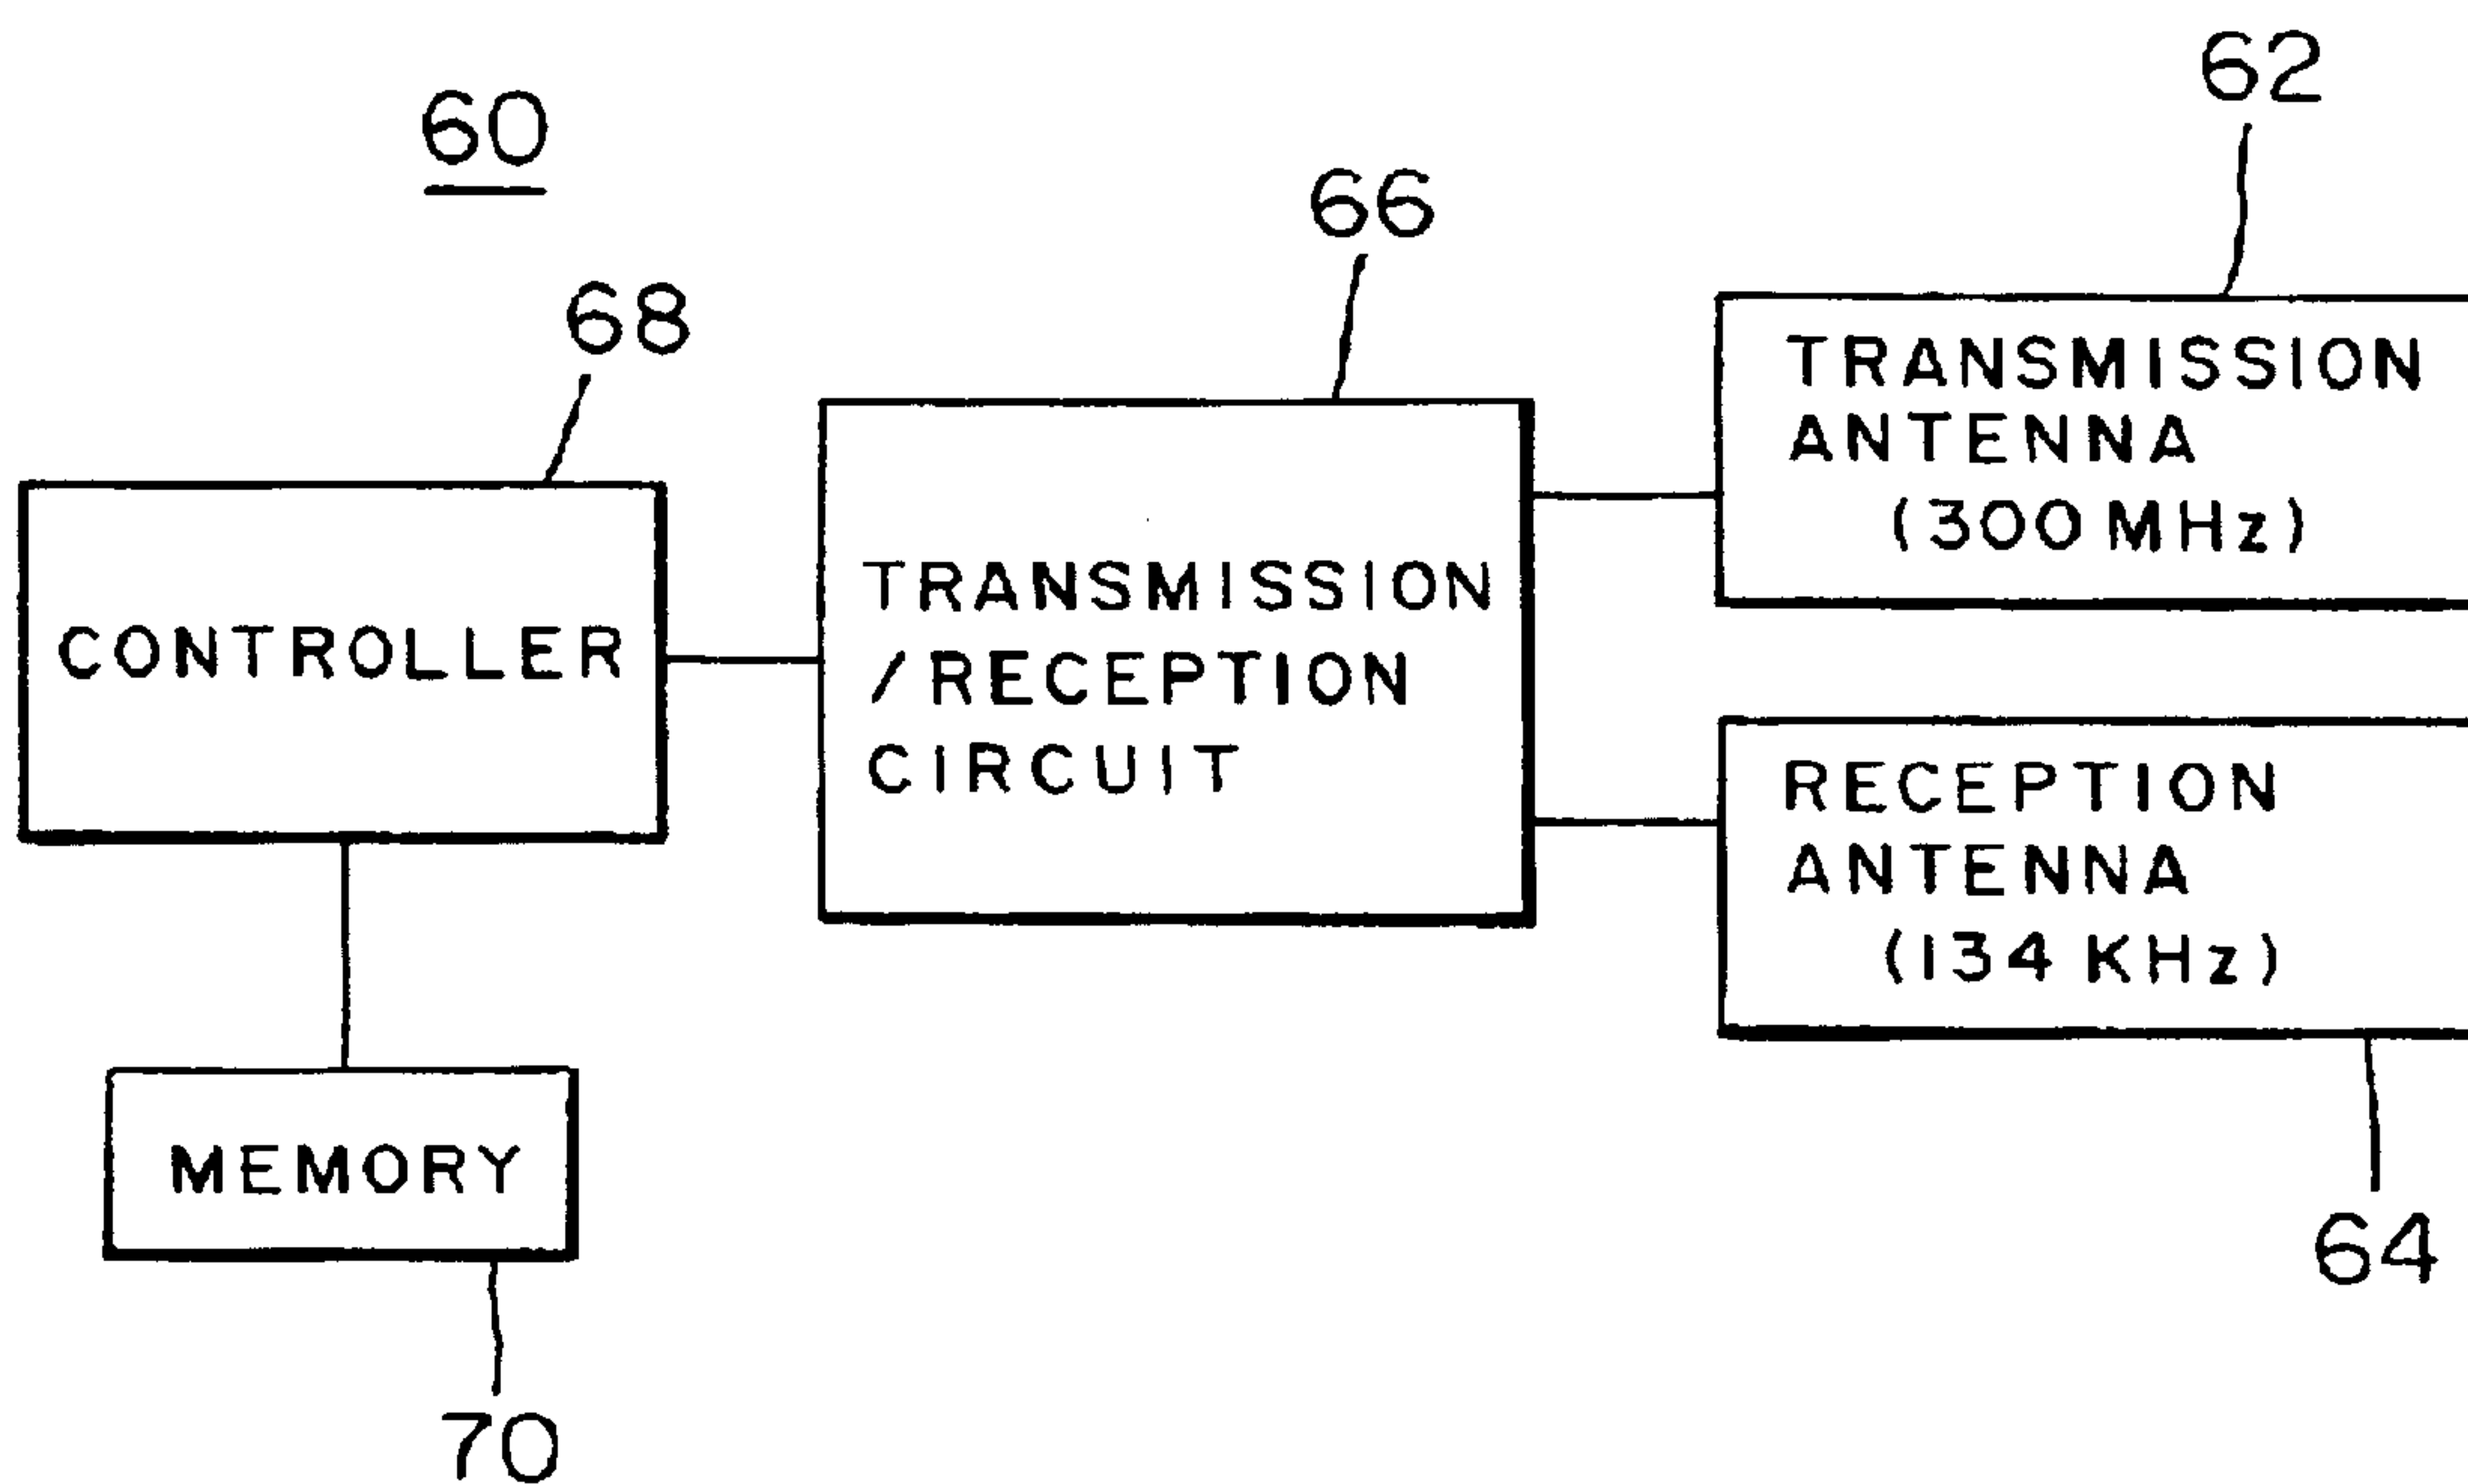 60
62
66
68
TRANSMISSION
ANTENNA
(300 MHz)
TRANSMISSION
/RECEPTION
CIRCUIT
CONTROLLER
RECEPTION
ANTENNA
(134 KHz)
MEMORY
64
70